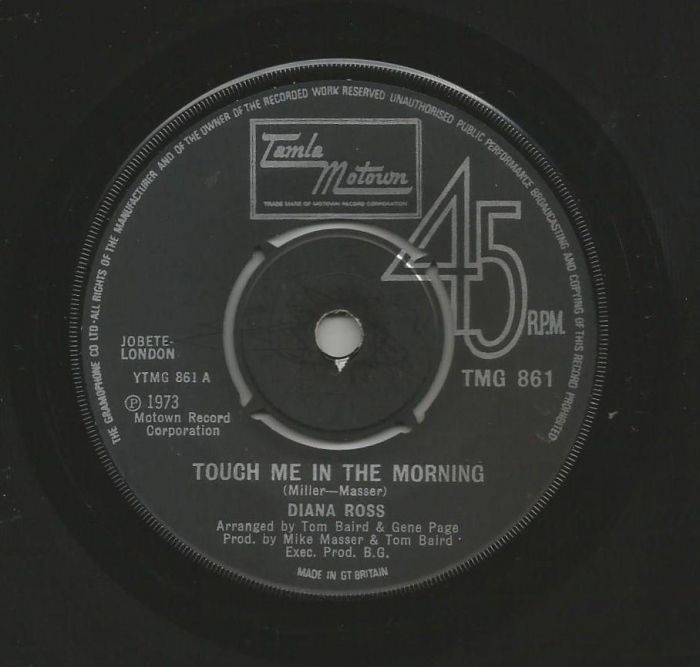 THE GRAMOPHONE CO LTD·ALL RIGHTS OF THE MANUFACTURER AND OF THE OWNER OF THE RECORDED WORK RESERVED UNAUTHORISED PUBLIC PERFORMANCE BROADCASTING AND COPYING OF THIS RECORD PROHIBITED
Tamla
Motown
TRADE MARK OF MOTOWN RECORD CORPORATION
45
R.P.M.
JOBETE-
LONDON
YTMG 861 A
TMG 861
℗ 1973
Motown Record
Corporation
TOUCH ME IN THE MORNING
(Miller—Masser)
DIANA ROSS
Arranged by Tom Baird & Gene Page
Prod. by Mike Masser & Tom Baird
Exec. Prod. B.G.
MADE IN GT BRITAIN